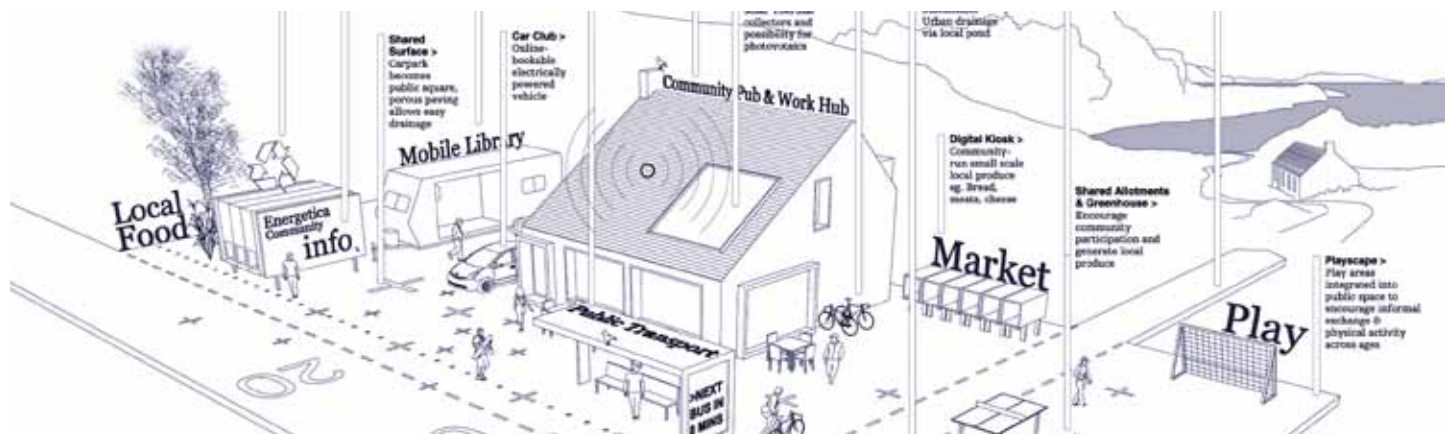 Shared
Surface >
Carpark
becomes
public square,
porous paving
allows easy
drainage
Car Club >
Online-
bookable
electrically
powered
vehicle
collectors and
possibility for
photovotaics
Urban drainage
via local pond
Community Pub & Work Hub
Mobile Library
Local
Food
Energetica
Community
info
Digital Kiosk >
Community-
run small scale
local produce
eg. Bread,
meats, cheese
Shared Allotments
& Greenhouse >
Encourage
community
participation and
generate local
produce
Market
Playscape >
Play areas
integrated into
public space to
encourage informal
exchange &
physical activity
across ages
Play
Public Transport
>NEXT
BUS IN
MINS
20